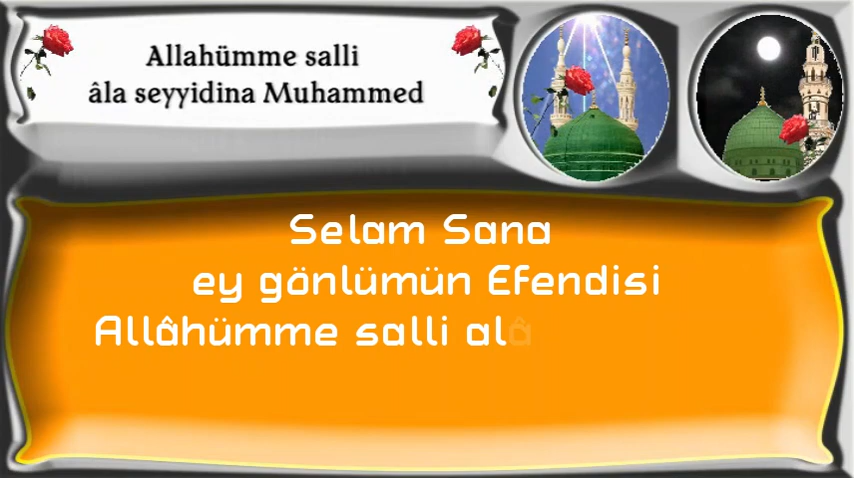 Allahümme salli
âla seyyidina Muhammed
Selam Sana
ey gönlümün Efendisi
Allâhümme salli alâ